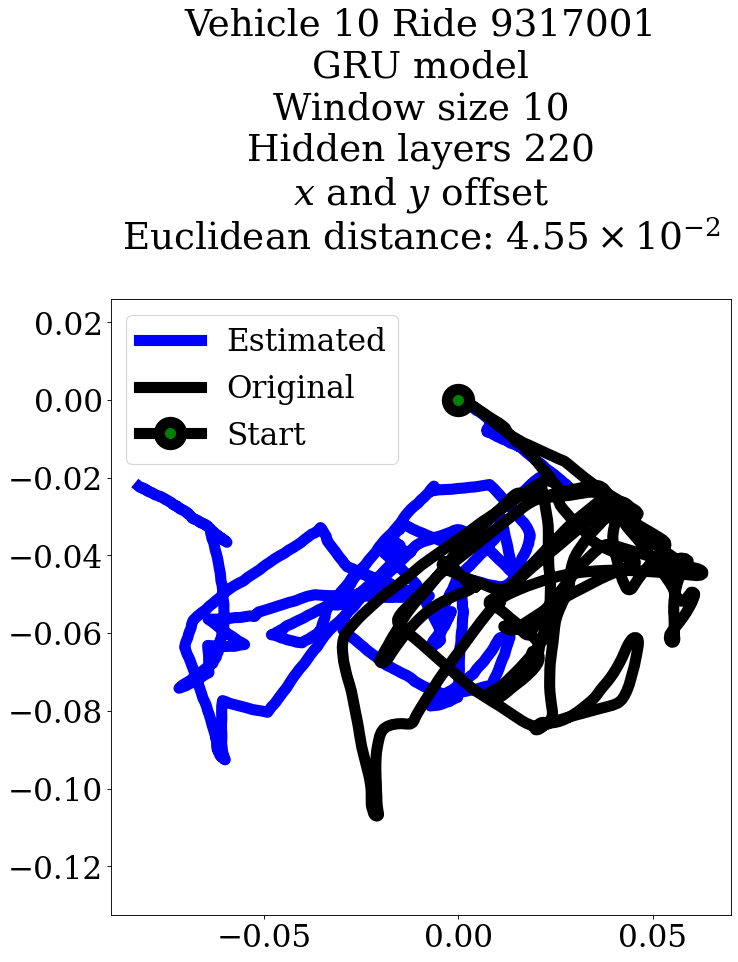 Vehicle 10 Ride 9317001
GRU model
Window size 10
Hidden layers 220
x and y offset
Euclidean distance: 4.55 × 10⁻²
Estimated
Original
Start
0.02
0.00
−0.02
−0.04
−0.06
−0.08
−0.10
−0.12
−0.05 0.00 0.05